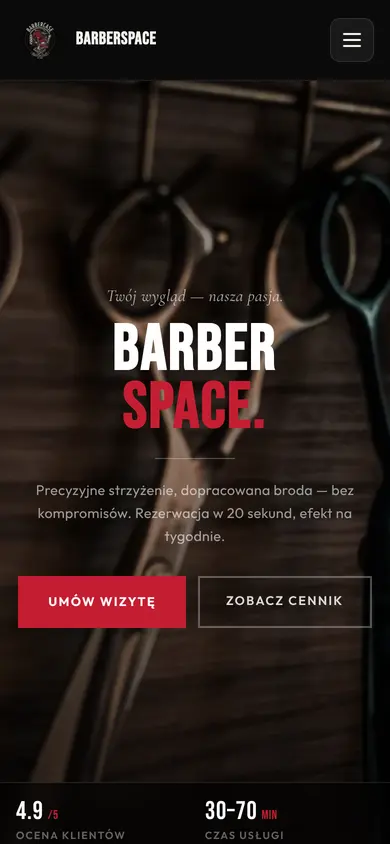 BARBERSPACE
Twój wygląd — nasza pasja.
BARBER
SPACE.
Precyzyjne strzyżenie, dopracowana broda — bez
kompromisów. Rezerwacja w 20 sekund, efekt na
tygodnie.
UMÓW WIZYTĘ
ZOBACZ CENNIK
4.9 /5
OCENA KLIENTÓW
30–70 MIN
CZAS USŁUGI